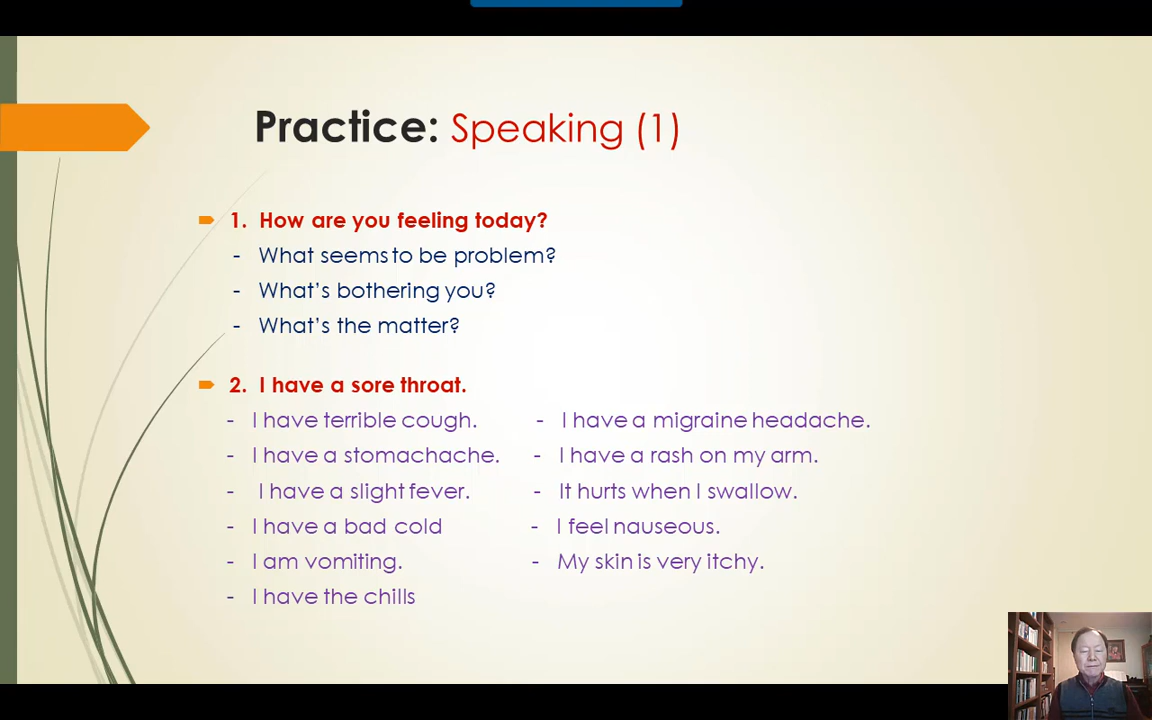 Practice: Speaking (1)
1. How are you feeling today?
- What seems to be problem?
- What's bothering you?
- What's the matter?
2. I have a sore throat.
- I have terrible cough. - I have a migraine headache.
- I have a stomachache. - I have a rash on my arm.
- I have a slight fever. - It hurts when I swallow.
- I have a bad cold - I feel nauseous.
- I am vomiting. - My skin is very itchy.
- I have the chills